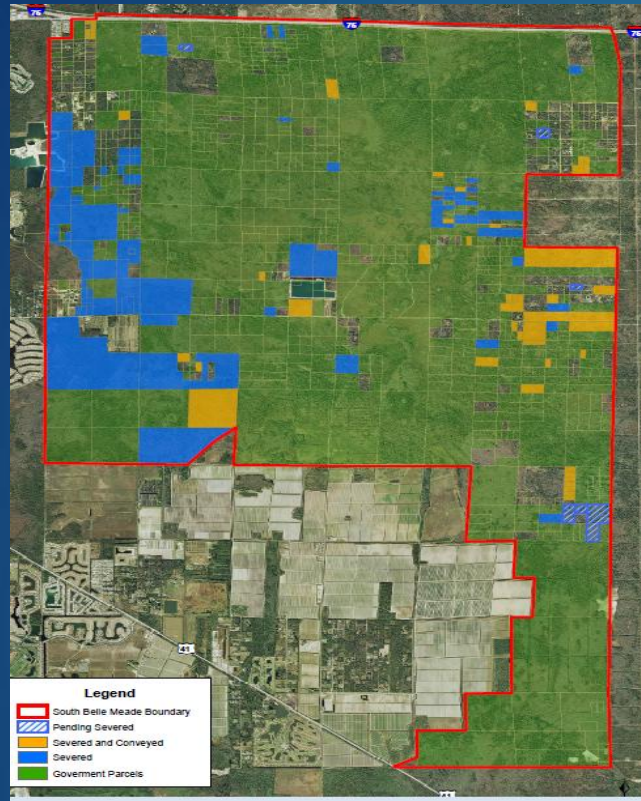 75
75
75
41
Legend
South Belle Meade Boundary
Pending Severed
Severed and Conveyed
Severed
Goverment Parcels
41